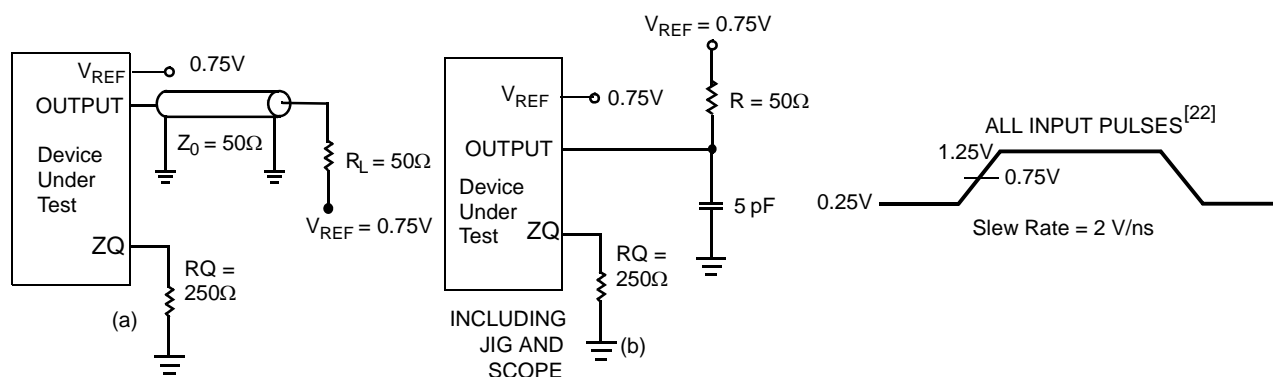 V_REF 0.75V
OUTPUT
Z_0 = 50Ω
Device
Under
Test
R_L = 50Ω
V_REF = 0.75V
ZQ
RQ =
250Ω
(a)
V_REF = 0.75V
R = 50Ω
V_REF 0.75V
OUTPUT
Device
Under
Test
5 pF
ZQ
RQ =
250Ω
INCLUDING
JIG AND
SCOPE
(b)
ALL INPUT PULSES[22]
1.25V
0.75V
0.25V
Slew Rate = 2 V/ns